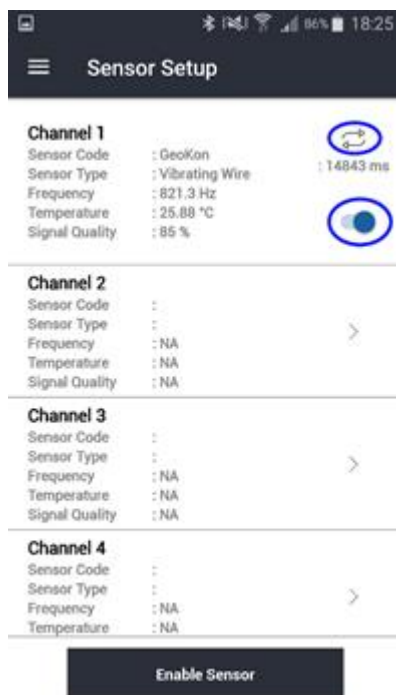 86% 18:25
Sensor Setup
Channel 1
Sensor Code : GeoKon
Sensor Type : Vibrating Wire
: 14843 ms
Frequency : 821.3 Hz
Temperature : 25.88 °C
Signal Quality : 85 %
Channel 2
Sensor Code :
Sensor Type :
Frequency : NA
Temperature : NA
Signal Quality : NA
Channel 3
Sensor Code :
Sensor Type :
Frequency : NA
Temperature : NA
Signal Quality : NA
Channel 4
Sensor Code :
Sensor Type :
Frequency : NA
Temperature : NA
Enable Sensor